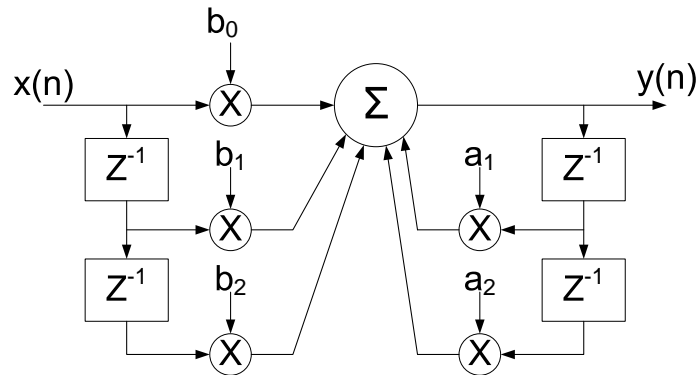 b₀
x(n) X Σ y(n)
Z⁻¹ b₁ a₁ Z⁻¹
X X
Z⁻¹ b₂ a₂ Z⁻¹
X X